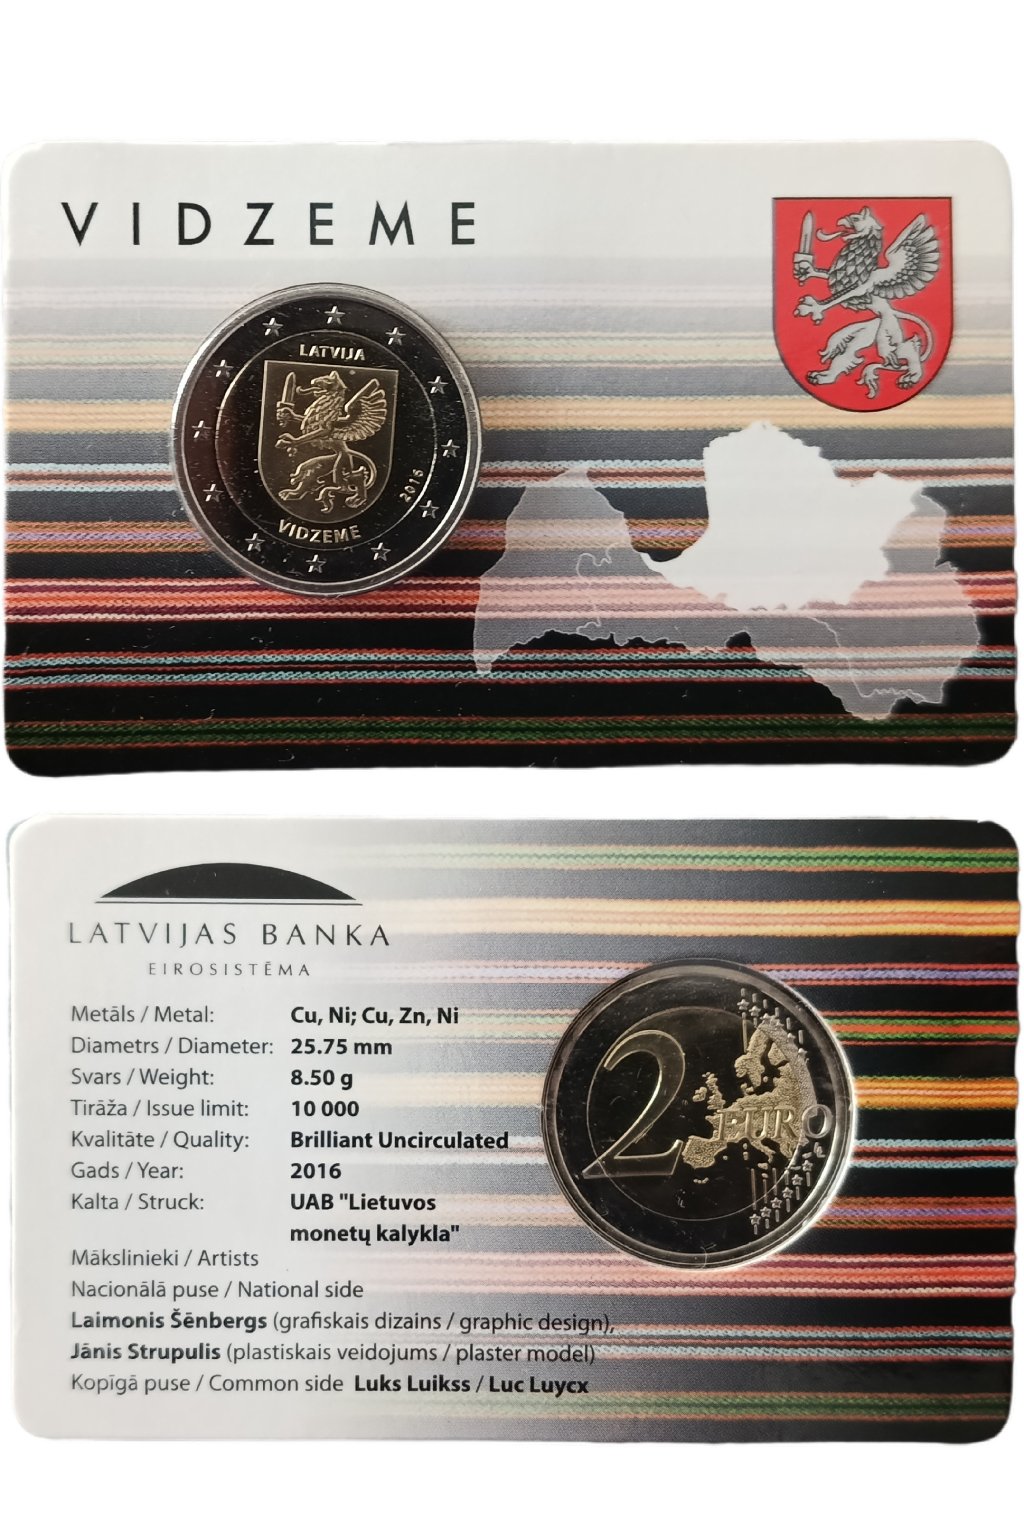 VIDZEME
LATVIJA
2016
VIDZEME
LATVIJAS BANKA
EIROSISTĒMA
Metāls / Metal: Cu, Ni; Cu, Zn, Ni
Diametrs / Diameter: 25.75 mm
Svars / Weight: 8.50 g
Tirāža / Issue limit: 10 000
Kvalitāte / Quality: Brilliant Uncirculated
Gads / Year: 2016
Kalta / Struck: UAB "Lietuvos
monetų kalykla"
Mākslinieki / Artists
Nacionālā puse / National side
Laimonis Šēnbergs (grafiskais dizains / graphic design),
Jānis Strupulis (plastiskais veidojums / plaster model)
Kopīgā puse / Common side Luks Luikss / Luc Luycx
2 EURO